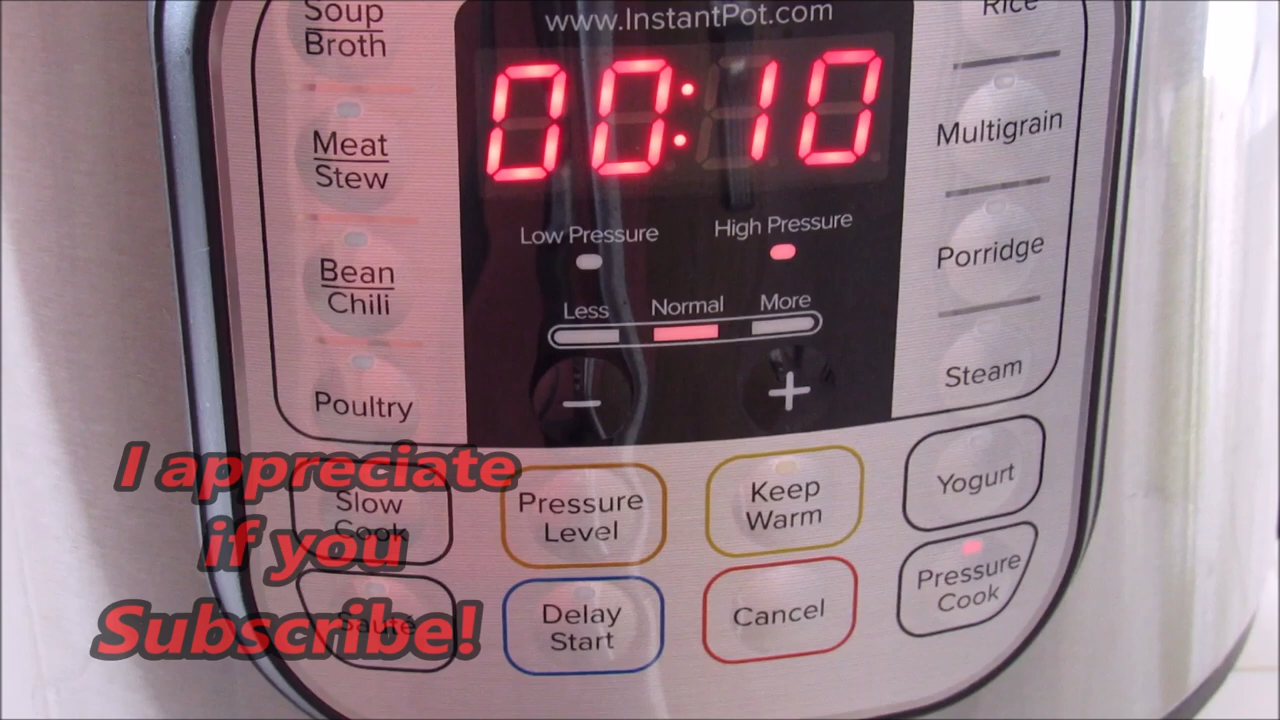 www.InstantPot.com
00:10
Low Pressure
High Pressure
Less
Normal
More
−
+
Soup
Broth
Meat
Stew
Bean
Chili
Poultry
Rice
Multigrain
Porridge
Steam
Slow
Cook
Pressure
Level
Keep
Warm
Yogurt
Sauté
Delay
Start
Cancel
Pressure
Cook
I appreciate
if you
Subscribe!